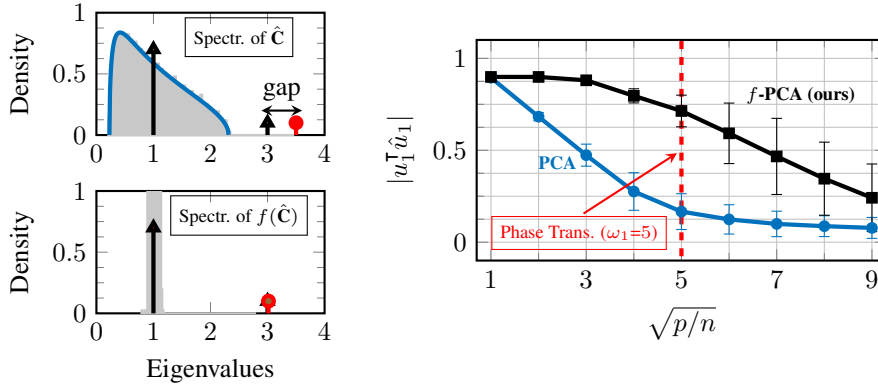 1
0.5
0
Density
Spectr. of Ĉ
gap
0 1 2 3 4
1
0.5
0
Density
Spectr. of f(Ĉ)
0 1 2 3 4
Eigenvalues
1
0.5
0
|u₁ᵀû₁|
f-PCA (ours)
PCA
Phase Trans. (ω₁=5)
1 3 5 7 9
√p/n